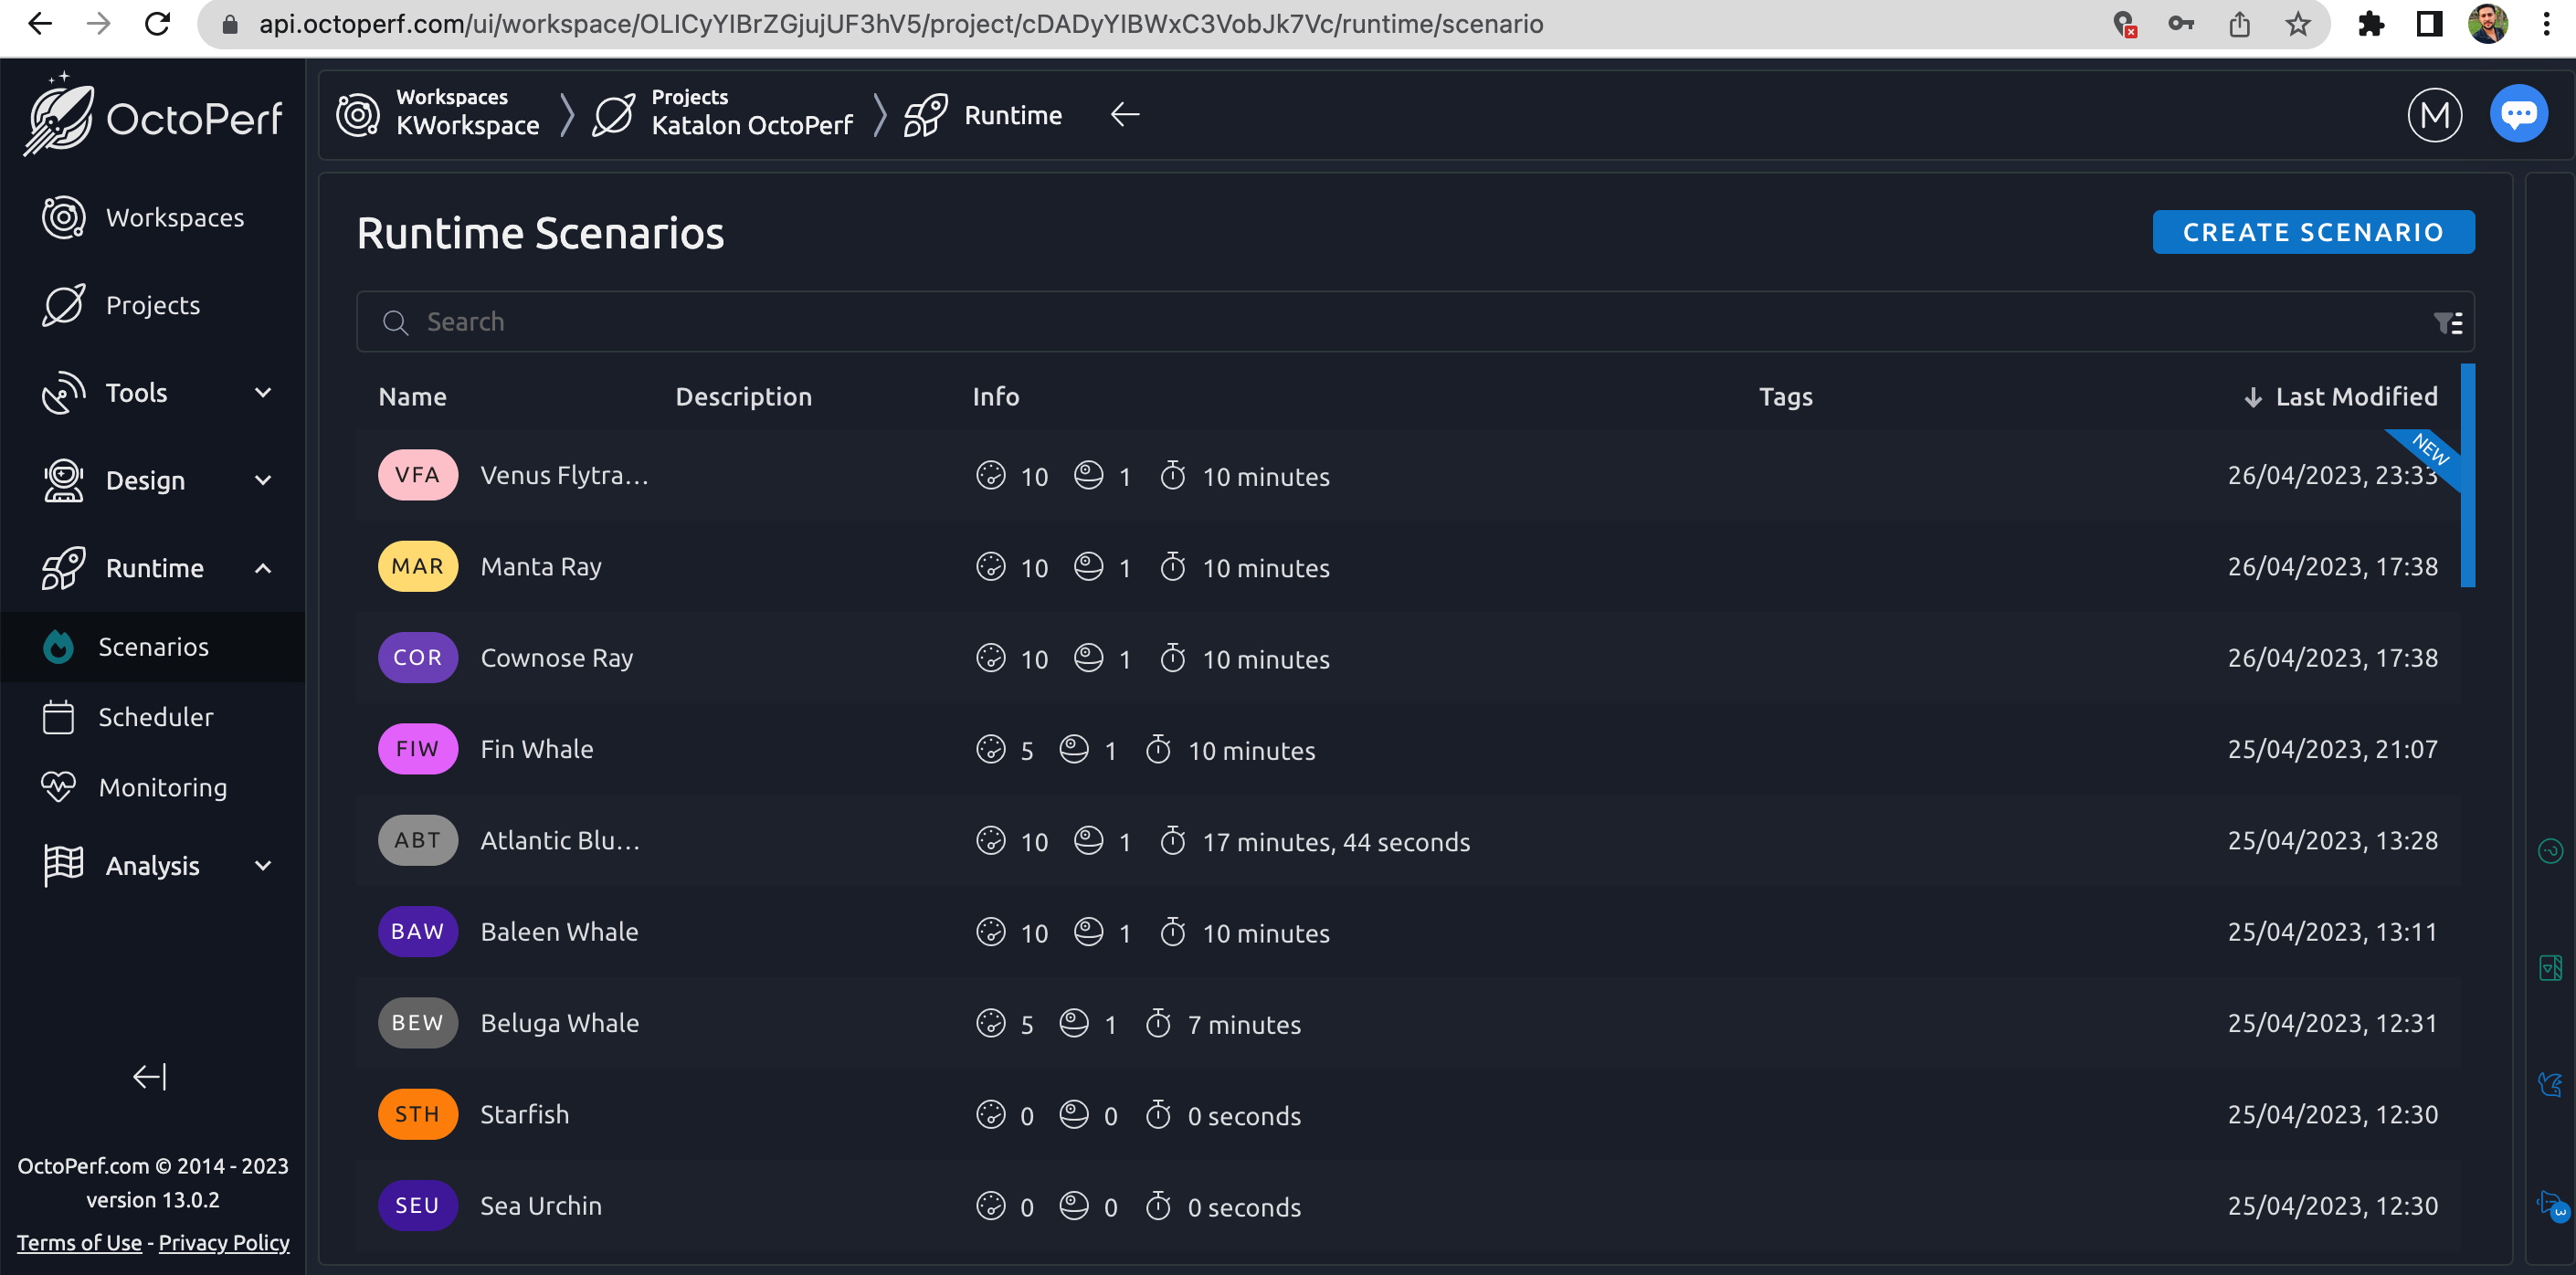 api.octoperf.com/ui/workspace/OLICyYIBrZGjujUF3hV5/project/cDADyYIBWxC3VobJk7Vc/runtime/scenario
OctoPerf
Workspaces
KWorkspace
Projects
Katalon OctoPerf
Runtime
M
Workspaces
Projects
Tools
Design
Runtime
Scenarios
Scheduler
Monitoring
Analysis
OctoPerf.com © 2014 - 2023
version 13.0.2
Terms of Use - Privacy Policy
Runtime Scenarios
CREATE SCENARIO
Search
Name Description Info Tags Last Modified
NEW
VFA Venus Flytra... 10 1 10 minutes 26/04/2023, 23:33
MAR Manta Ray 10 1 10 minutes 26/04/2023, 17:38
COR Cownose Ray 10 1 10 minutes 26/04/2023, 17:38
FIW Fin Whale 5 1 10 minutes 25/04/2023, 21:07
ABT Atlantic Blu... 10 1 17 minutes, 44 seconds 25/04/2023, 13:28
BAW Baleen Whale 10 1 10 minutes 25/04/2023, 13:11
BEW Beluga Whale 5 1 7 minutes 25/04/2023, 12:31
STH Starfish 0 0 0 seconds 25/04/2023, 12:30
SEU Sea Urchin 0 0 0 seconds 25/04/2023, 12:30
3